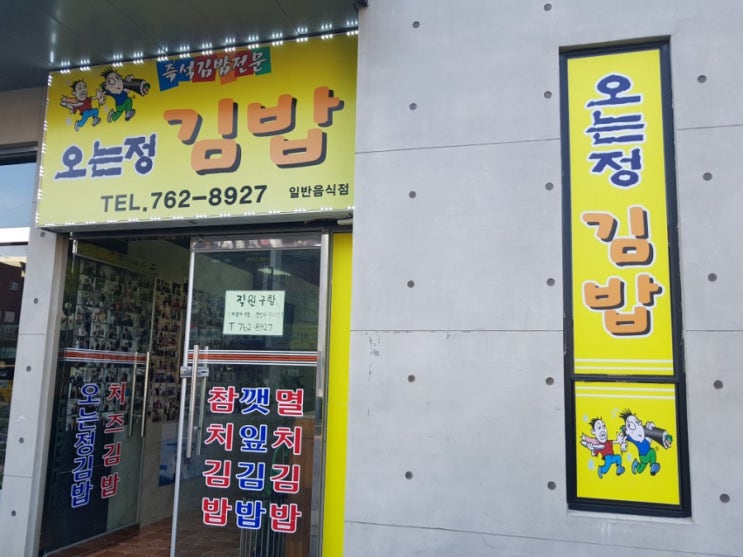 즉석김밥전문
오는정 김밥
TEL.762-8927 일반음식점
직원구함
T 762-8927
오는정김밥
치즈김밥
참치김밥
깻잎김밥
멸치김밥
오는정 김밥